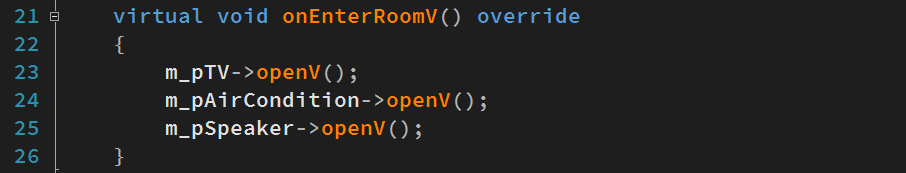 21 virtual void onEnterRoomV() override
22 {
23 m_pTV->openV();
24 m_pAirCondition->openV();
25 m_pSpeaker->openV();
26 }